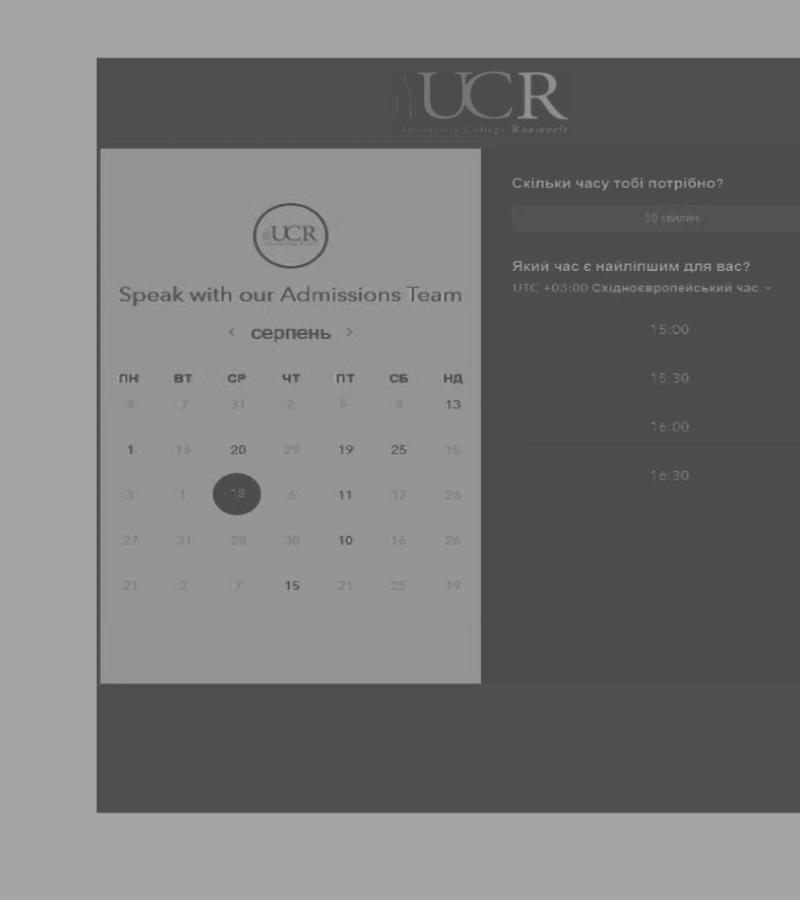 UCR
University College Roosevelt
UCR
Speak with our Admissions Team
< серпень >
ПН ВТ СР ЧТ ПТ СБ НД
4 7 31 2 5 4 13
1 16 20 29 19 25 15
3 1 18 6 11 17 26
27 31 28 30 10 16 26
21 2 7 15 21 25 19
Скільки часу тобі потрібно?
30 хвилин
Який час є найліпшим для вас?
UTC +03:00 Східноєвропейський час
15:00
15:30
16:00
16:30